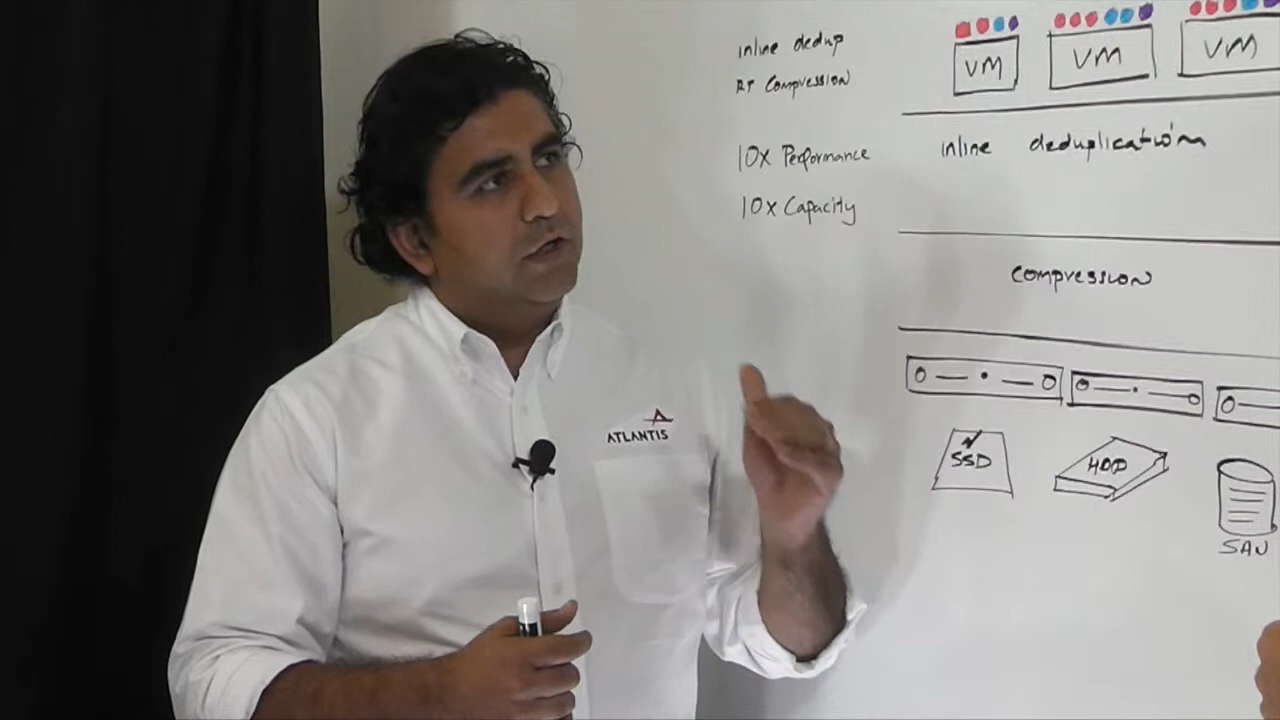 inline dedup
RT Compression
10x Performance
10x Capacity
VM
VM
VM
inline deduplication
compression
SSD
HDD
SAN
ATLANTIS